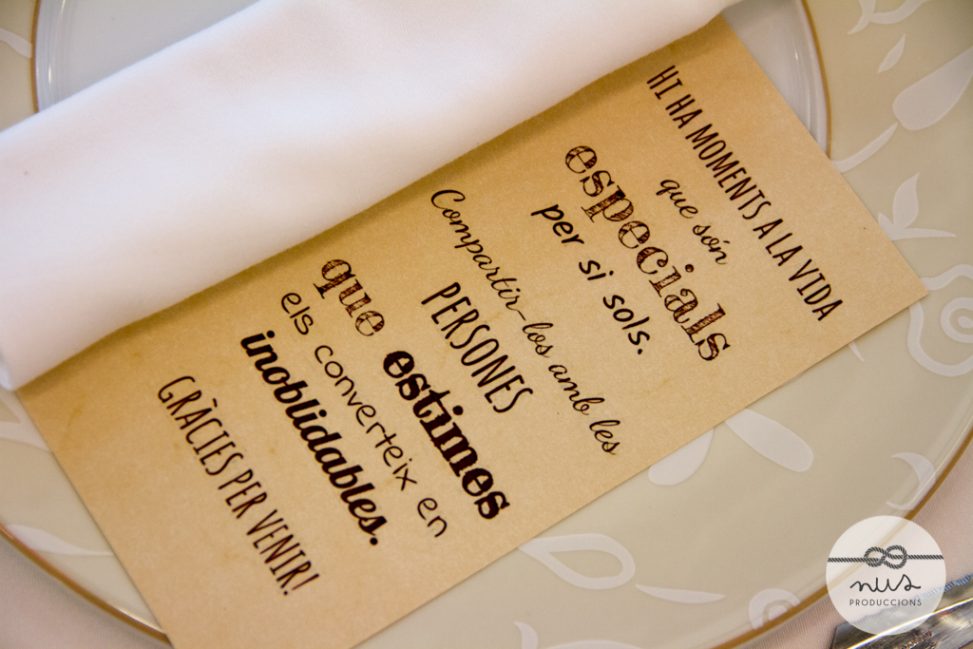 HI HA MOMENTS A LA VIDA
que són
especials
per si sols.
Compartir-los amb les
PERSONES
que estimes
els converteix en
inoblidables.
GRÀCIES PER VENIR!
nus
PRODUCCIONS